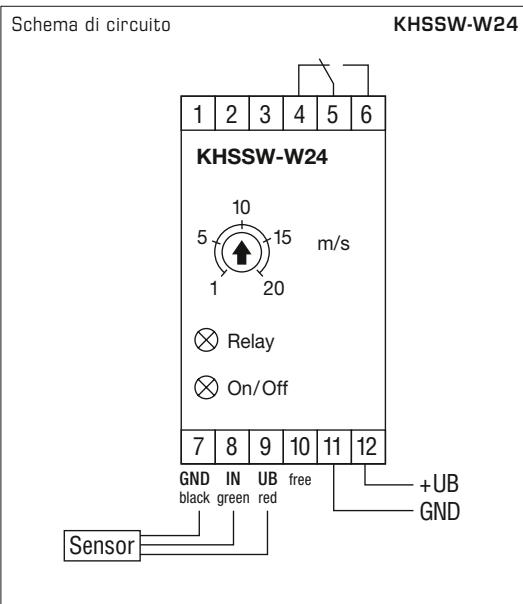 Schema di circuito KHSSW-W24
1 2 3 4 5 6
KHSSW-W24
10
5 15 m/s
1 20
Relay
On/Off
7 8 9 10 11 12
GND IN UB free
black green red
+UB
GND
Sensor